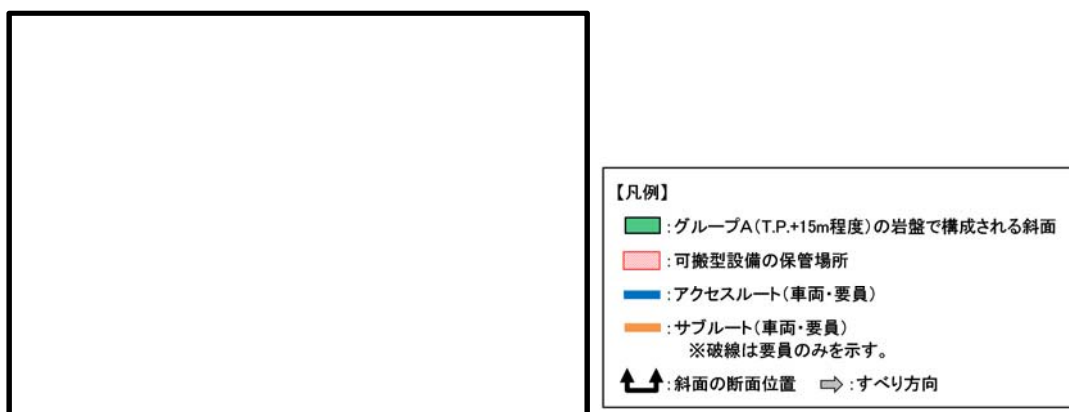 【凡例】
:グループA(T.P.+15m程度)の岩盤で構成される斜面
:可搬型設備の保管場所
:アクセスルート(車両・要員)
:サブルート(車両・要員)
※破線は要員のみを示す。
:斜面の断面位置 :すべり方向